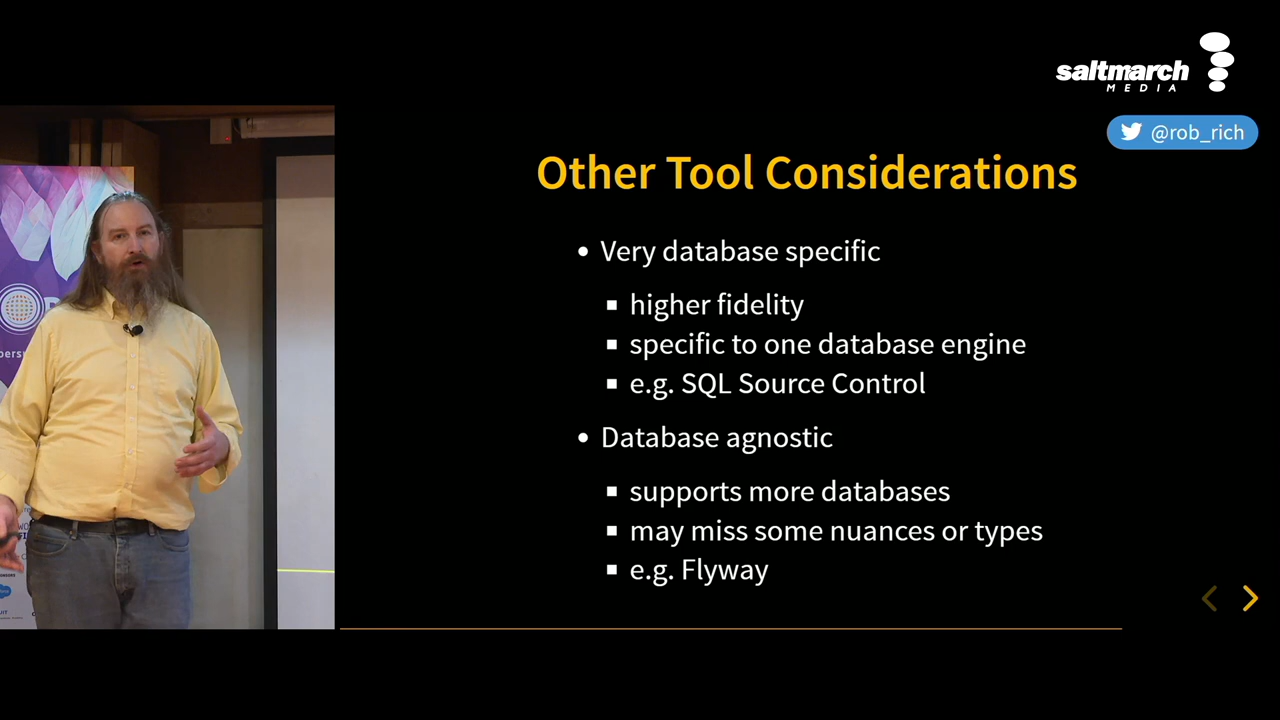 saltmarch
MEDIA
@rob_rich
Other Tool Considerations
Very database specific
higher fidelity
specific to one database engine
e.g. SQL Source Control
Database agnostic
supports more databases
may miss some nuances or types
e.g. Flyway